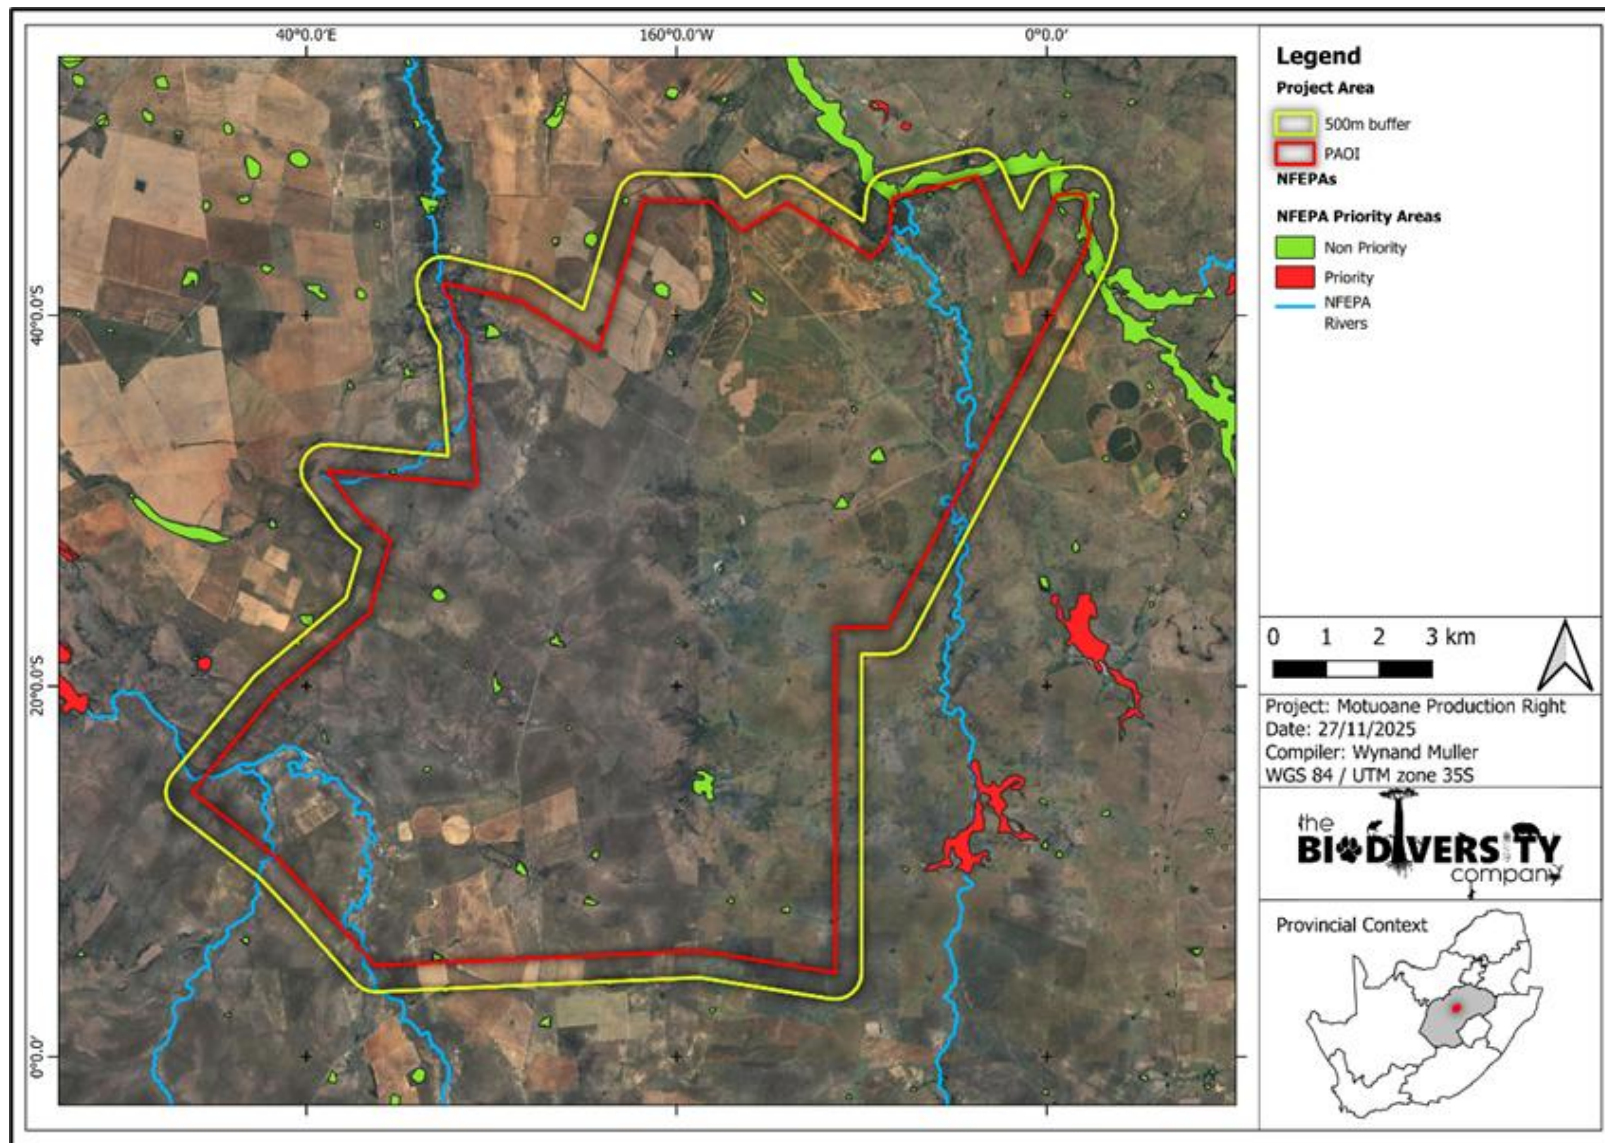 40°0.0'E
160°0.0'W
0°0.0'
40°0.0'S
20°0.0'S
0°0.0'
Legend
Project Area
500m buffer
PAOI
NFEPAs
NFEPA Priority Areas
Non Priority
Priority
NFEPA
Rivers
0 1 2 3 km
Project: Motuoane Production Right
Date: 27/11/2025
Compiler: Wynand Muller
WGS 84 / UTM zone 35S
the
BIODIVERSITY
company
Provincial Context